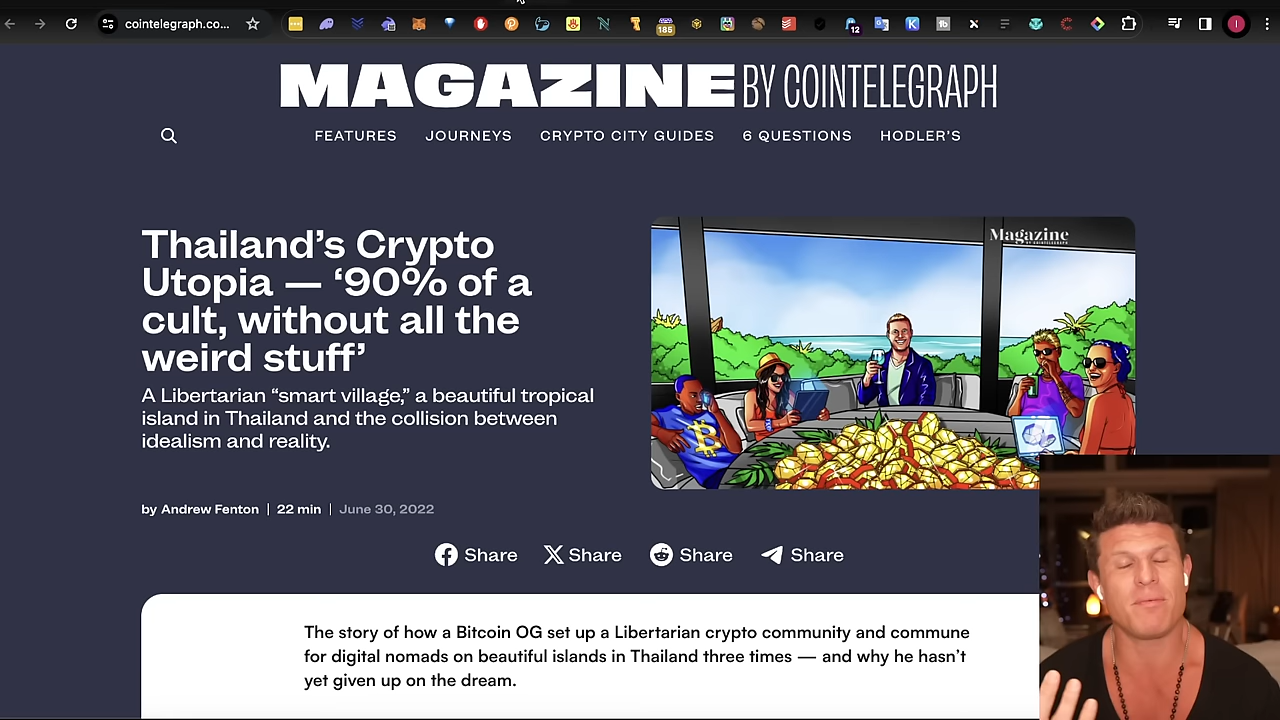 cointelegraph.co...
185
12
MAGAZINE BY COINTELEGRAPH
FEATURES JOURNEYS CRYPTO CITY GUIDES 6 QUESTIONS HODLER'S
Thailand's Crypto
Utopia — '90% of a
cult, without all the
weird stuff'
A Libertarian “smart village,” a beautiful tropical
island in Thailand and the collision between
idealism and reality.
Magazine
BY COINTELEGRAPH
by Andrew Fenton | 22 min | June 30, 2022
Share Share Share Share
The story of how a Bitcoin OG set up a Libertarian crypto community and commune
for digital nomads on beautiful islands in Thailand three times — and why he hasn't
yet given up on the dream.